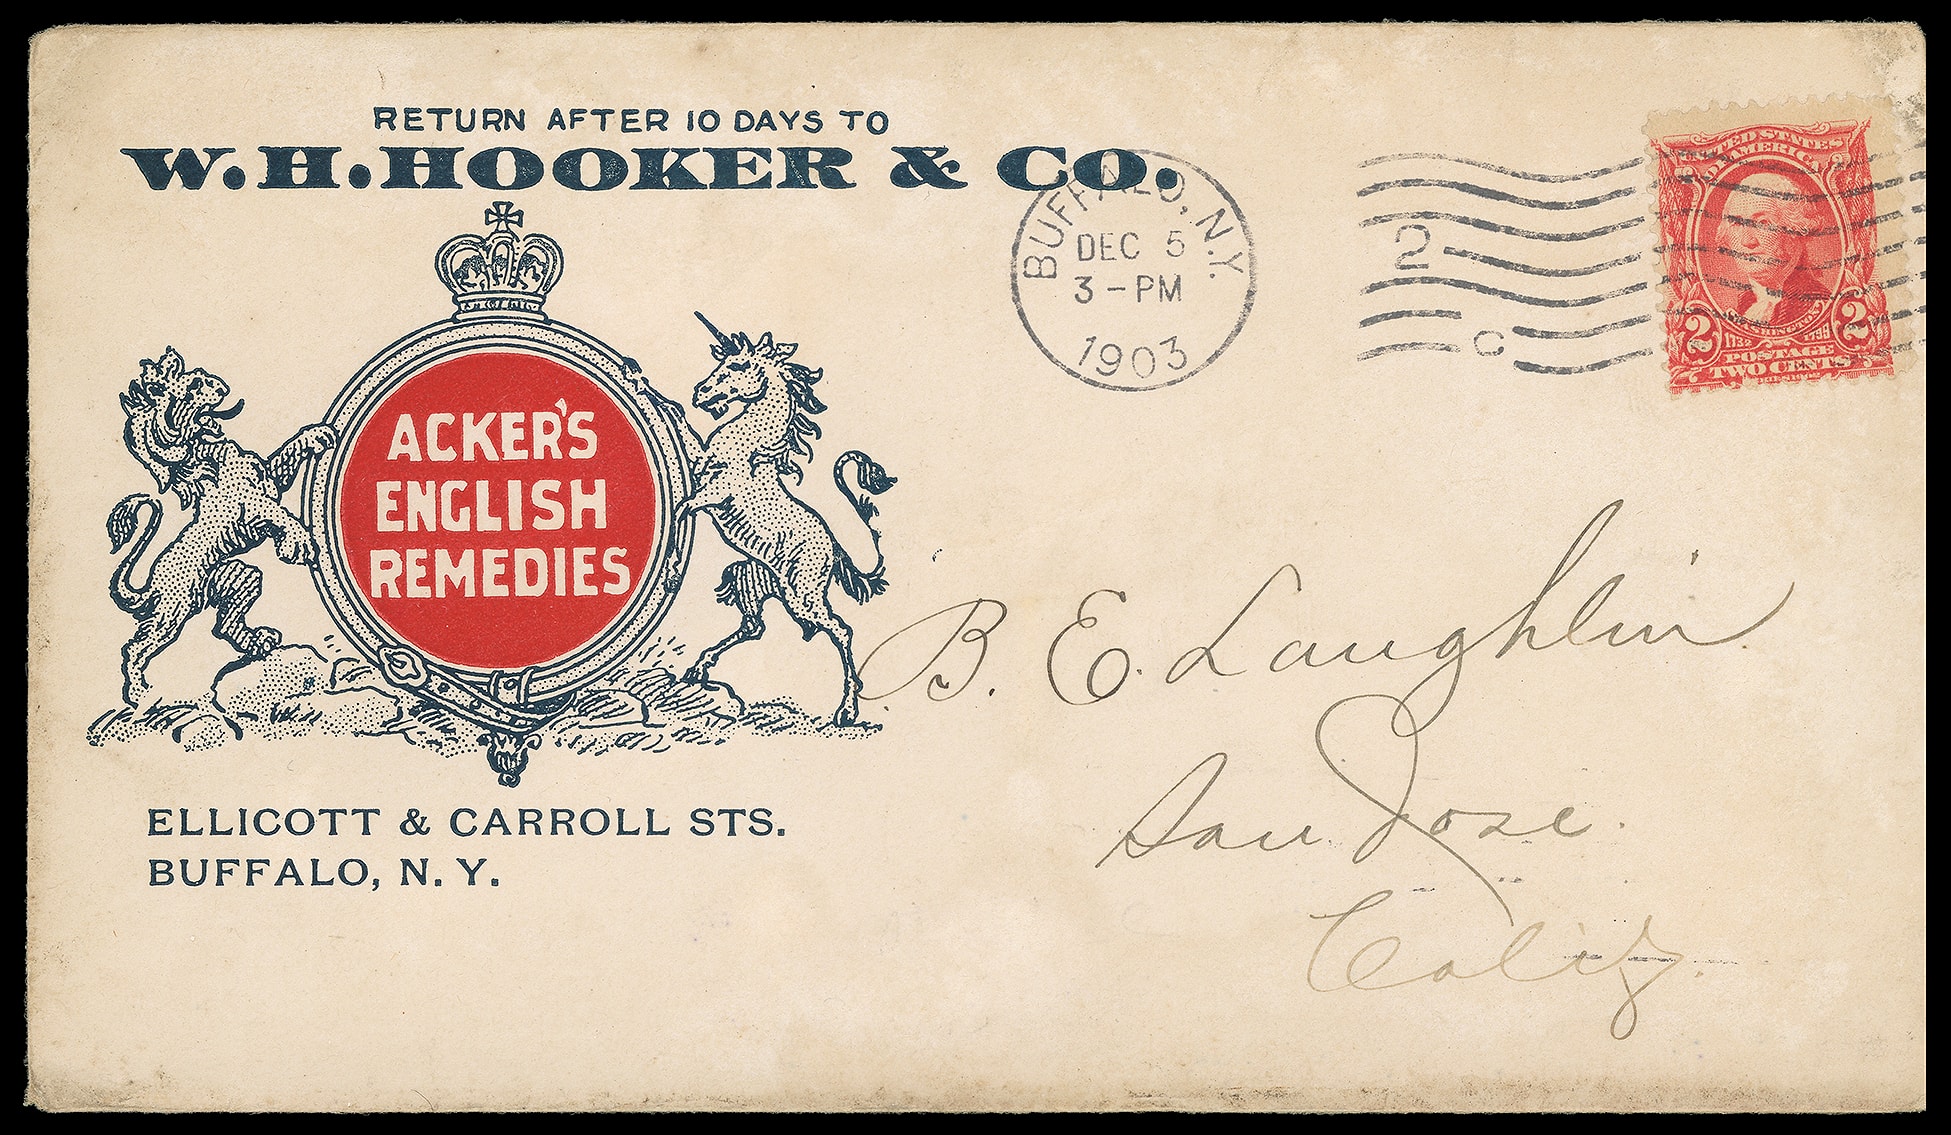 RETURN AFTER 10 DAYS TO
W. H. HOOKER & CO.
ACKER'S
ENGLISH
REMEDIES
ELLICOTT & CARROLL STS.
BUFFALO, N. Y.
BUFFALO, N.Y.
DEC 5
3-PM
1903
2
C
UNITED STATES
OF AMERICA
WASHINGTON
1732 1799
2 2
POSTAGE
TWO CENTS
B. E. Laughlin
San Jose.
Calif.